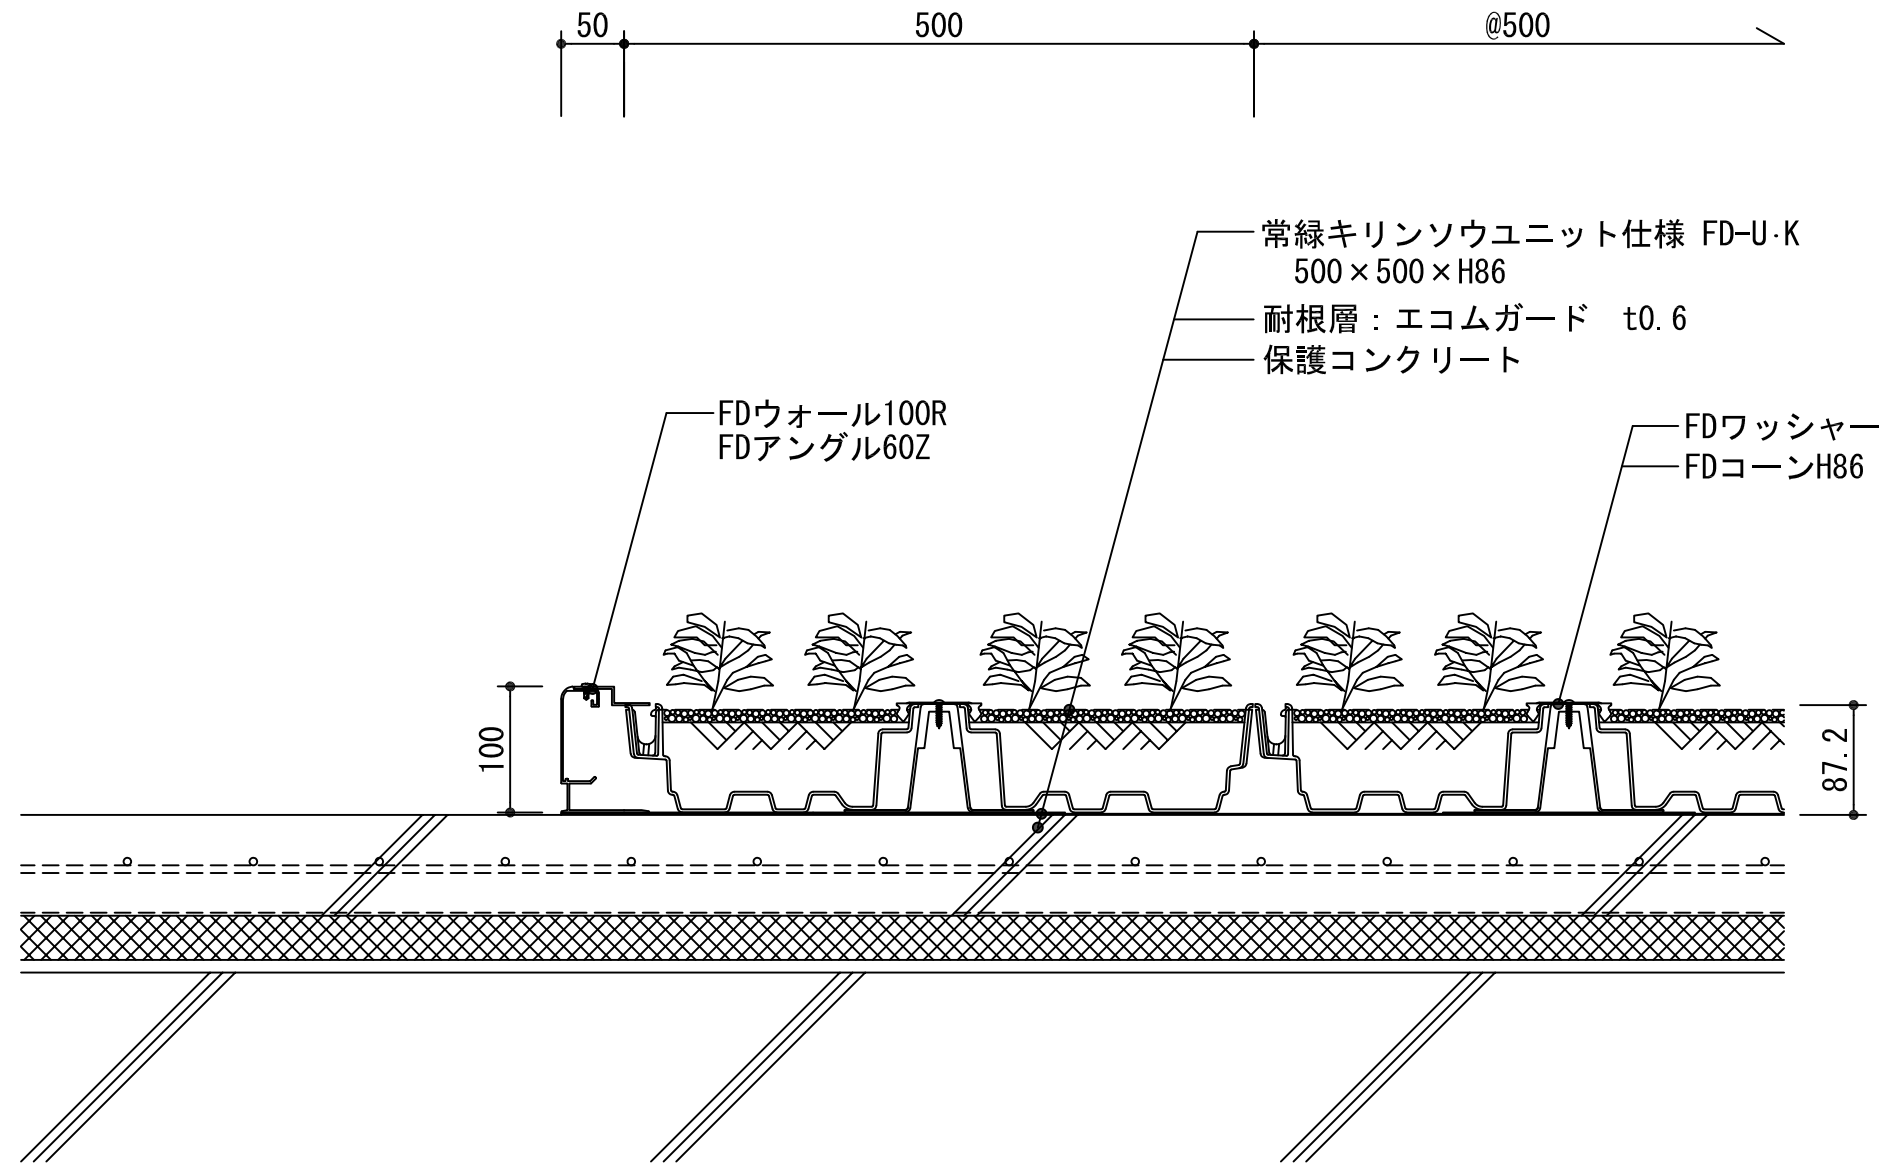 50
500
@500
常緑キリンソウユニット仕様 FD-U·K
500×500×H86
耐根層：エコムガード　t0.6
保護コンクリート
FDウォール100R
FDアングル60Z
FDワッシャー
FDコーンH86
100
87.2